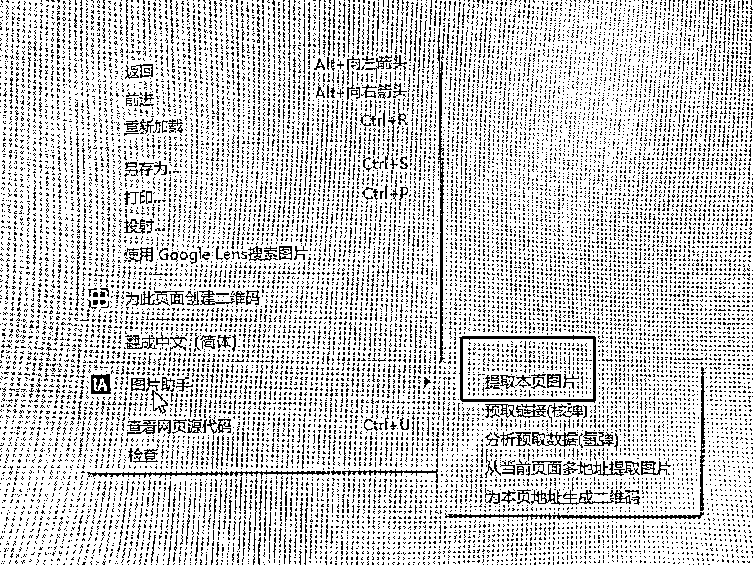 返回 Alt+向左箭头
前进 Alt+向右箭头
重新加载 Ctrl+R
另存为... Ctrl+S
打印... Ctrl+P
投射...
使用 Google Lens搜索图片
为此页面创建二维码
翻成中文 (简体)
IA 图片助手
查看网页源代码 Ctrl+U
检查
提取本页图片
预取链接(核弹)
分析预取数据(氢弹)
从当前页面多地址提取图片
为本页地址生成二维码